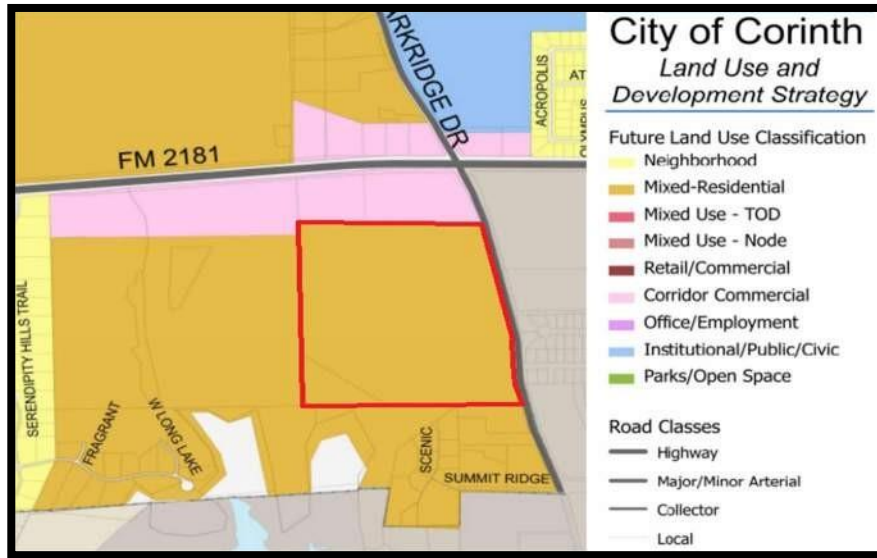 ARKRIDGE DR
ACROPOLIS
AT
OLYMPUS
FM 2181
SERENDIPITY HILLS TRAIL
FRAGRANT
W LONG LAKE
SCENIC
SUMMIT RIDGE
City of Corinth
Land Use and
Development Strategy
Future Land Use Classification
Neighborhood
Mixed-Residential
Mixed Use - TOD
Mixed Use - Node
Retail/Commercial
Corridor Commercial
Office/Employment
Institutional/Public/Civic
Parks/Open Space
Road Classes
Highway
Major/Minor Arterial
Collector
Local